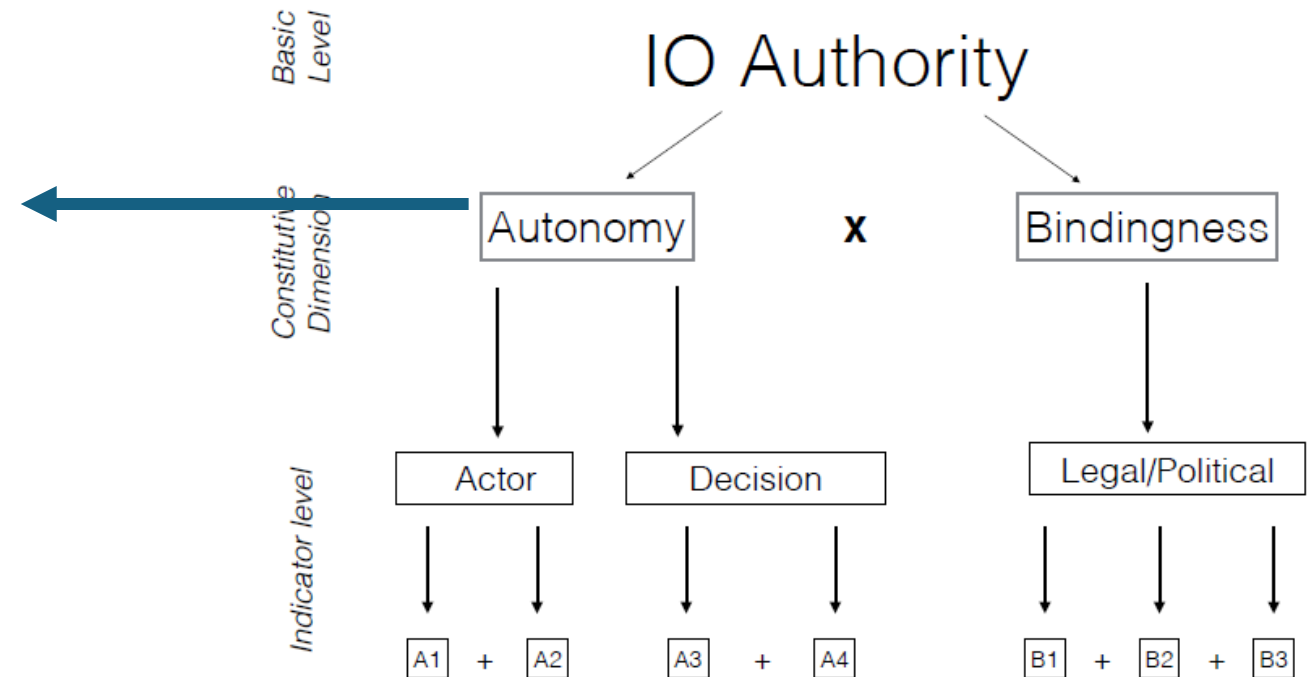 Basic
Level
IO Authority
Constitutive
Dimension
Autonomy x Bindingness
Indicator level
Actor Decision Legal/Political
A1 + A2 A3 + A4 B1 + B2 + B3